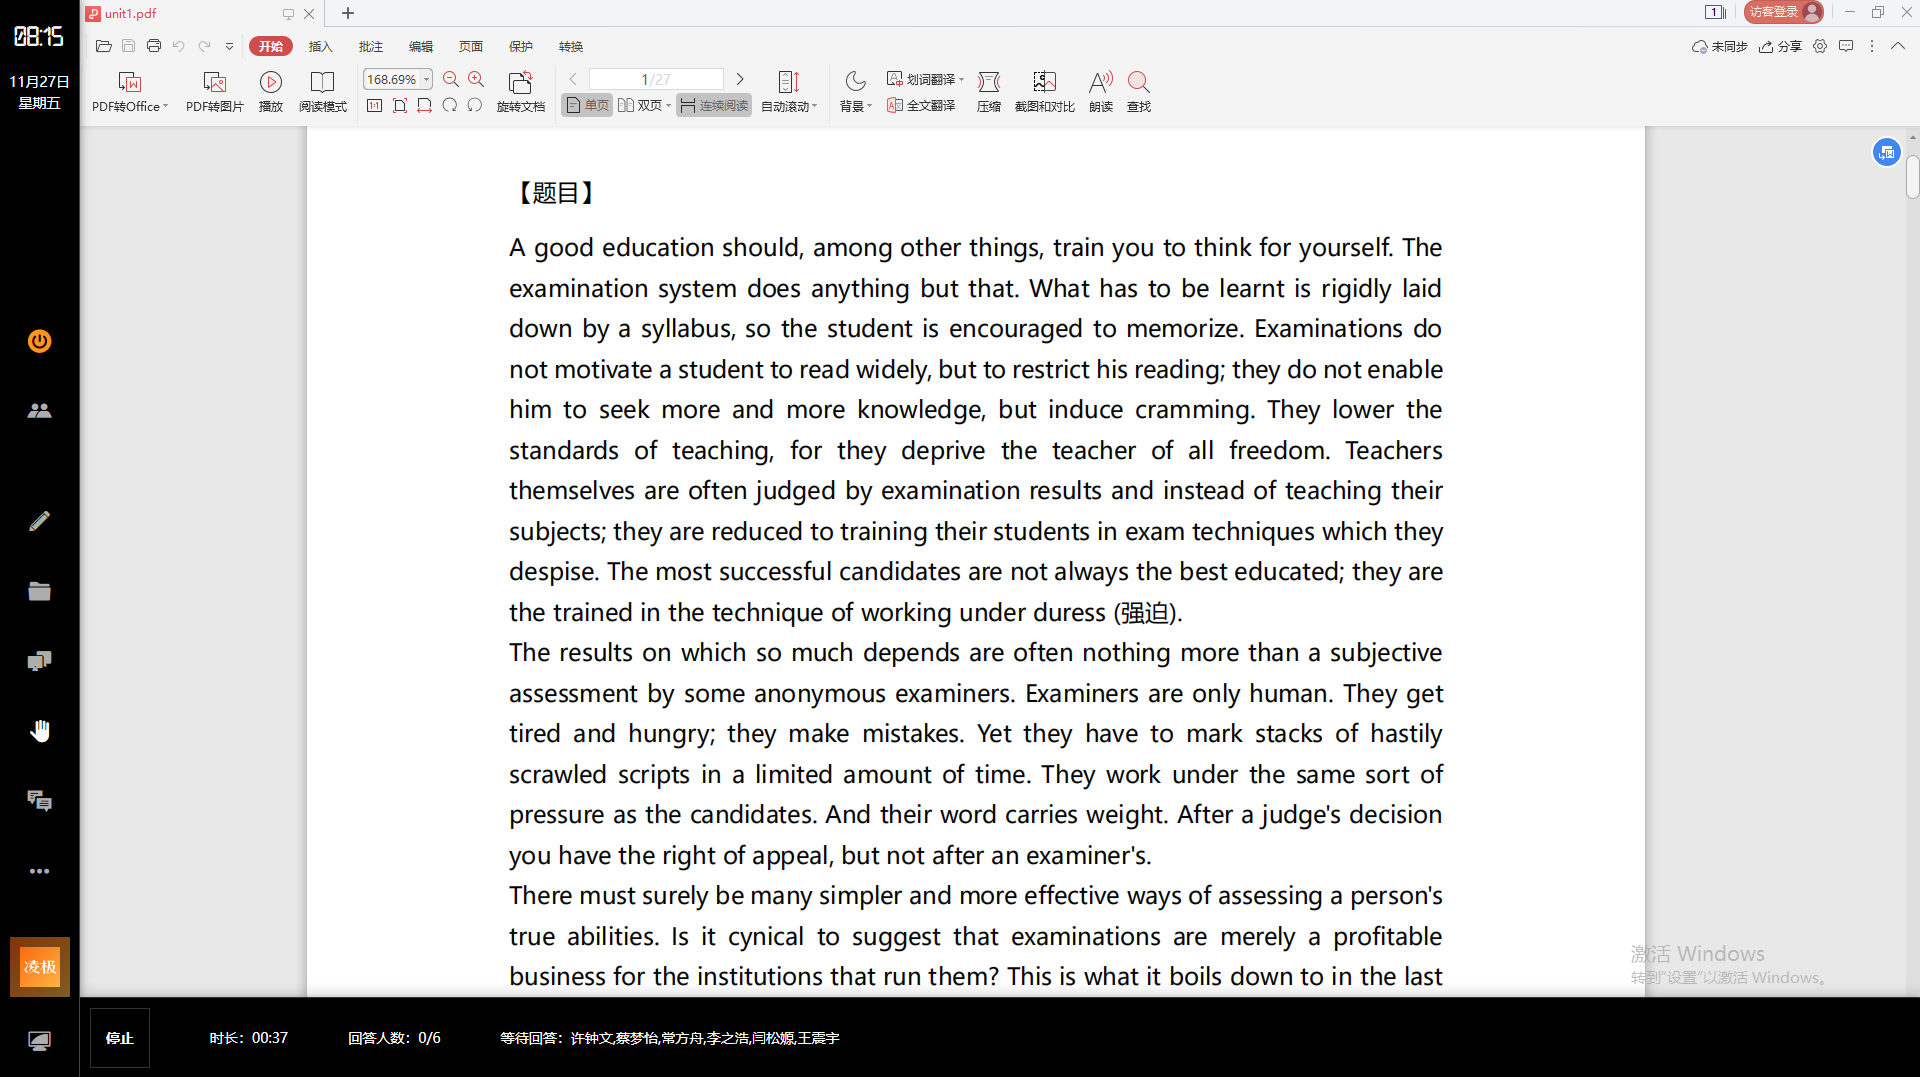 unit1.pdf
1
访客登录
08:15
11月27日
星期五
开始 插入 批注 编辑 页面 保护 转换
未同步 分享
168.69%
1/27
PDF转Office PDF转图片 播放 阅读模式
1:1
旋转文档
单页 双页 连续阅读
自动滚动
背景
划词翻译
全文翻译
压缩 截图和对比 朗读 查找
【题目】
A good education should, among other things, train you to think for yourself. The
examination system does anything but that. What has to be learnt is rigidly laid
down by a syllabus, so the student is encouraged to memorize. Examinations do
not motivate a student to read widely, but to restrict his reading; they do not enable
him to seek more and more knowledge, but induce cramming. They lower the
standards of teaching, for they deprive the teacher of all freedom. Teachers
themselves are often judged by examination results and instead of teaching their
subjects; they are reduced to training their students in exam techniques which they
despise. The most successful candidates are not always the best educated; they are
the trained in the technique of working under duress (强迫).
The results on which so much depends are often nothing more than a subjective
assessment by some anonymous examiners. Examiners are only human. They get
tired and hungry; they make mistakes. Yet they have to mark stacks of hastily
scrawled scripts in a limited amount of time. They work under the same sort of
pressure as the candidates. And their word carries weight. After a judge's decision
you have the right of appeal, but not after an examiner's.
There must surely be many simpler and more effective ways of assessing a person's
true abilities. Is it cynical to suggest that examinations are merely a profitable
business for the institutions that run them? This is what it boils down to in the last
激活 Windows
转到"设置"以激活 Windows。
凌极
停止
时长：00:37
回答人数：0/6
等待回答：许钟文,蔡梦怡,常方舟,李之浩,闫松嫄,王震宇